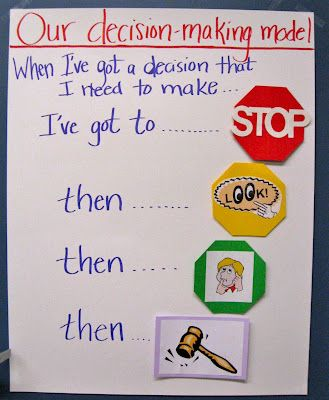 Our decision-making model
When I've got a decision that
I need to make...
I've got to .......... STOP
then ........ LOOK!
then .....
then ....